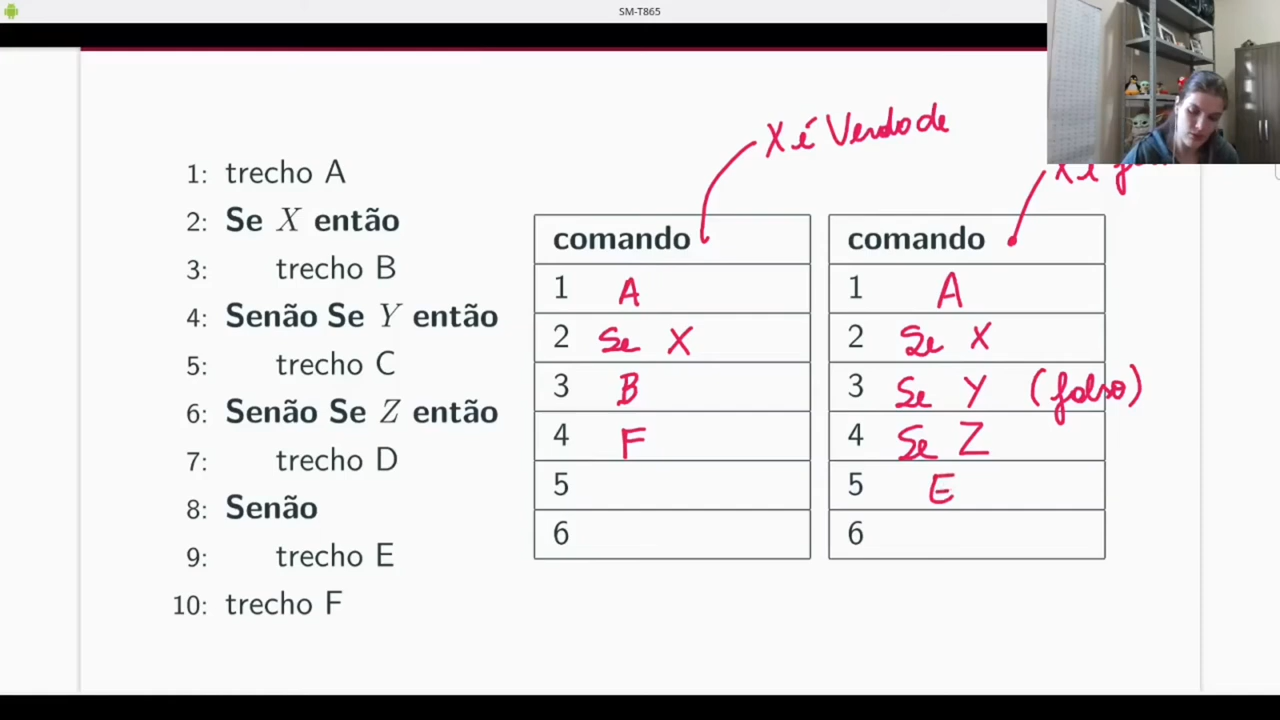 SM-T865
X é Verdade
X é
1: trecho A
2: Se X então
3: trecho B
4: Senão Se Y então
5: trecho C
6: Senão Se Z então
7: trecho D
8: Senão
9: trecho E
10: trecho F
comando
1 A
2 Se X
3 B
4 F
5
6
comando
1 A
2 Se X
3 Se Y (falso)
4 Se Z
5 E
6